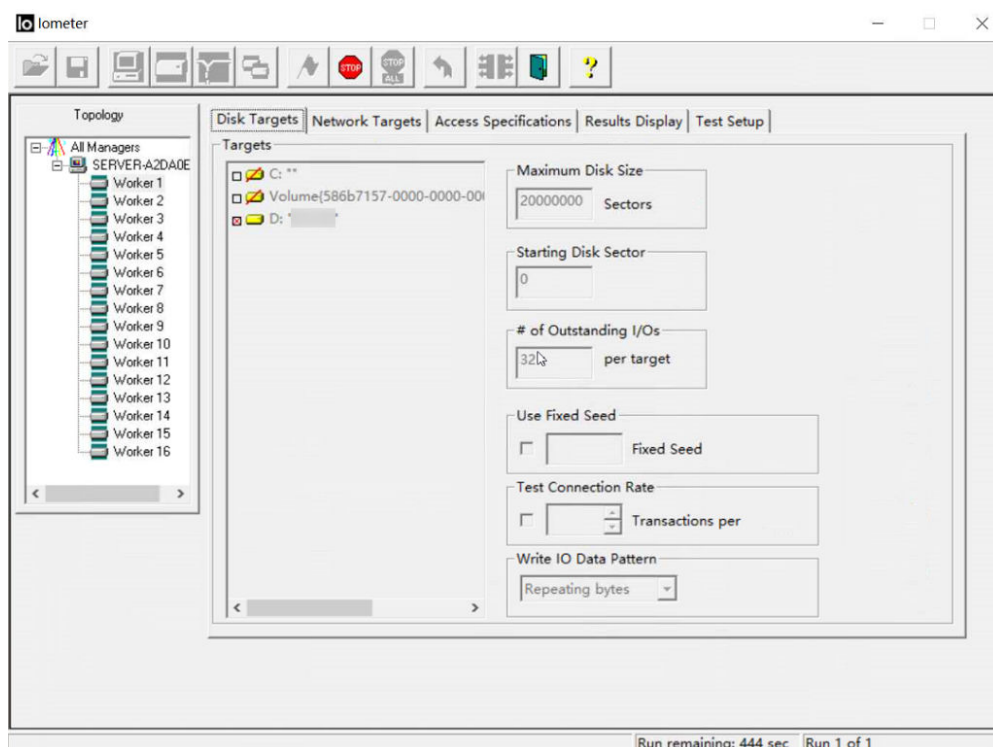 Iometer
STOP
STOP
ALL
Topology
All Managers
SERVER-A2DA0E
Worker 1
Worker 2
Worker 3
Worker 4
Worker 5
Worker 6
Worker 7
Worker 8
Worker 9
Worker 10
Worker 11
Worker 12
Worker 13
Worker 14
Worker 15
Worker 16
Disk Targets Network Targets Access Specifications Results Display Test Setup
Targets
C: ""
Volume{586b7157-0000-0000-00
D: " "
Maximum Disk Size
20000000 Sectors
Starting Disk Sector
0
# of Outstanding I/Os
32 per target
Use Fixed Seed
Fixed Seed
Test Connection Rate
Transactions per
Write IO Data Pattern
Repeating bytes
Run remaining: 444 sec Run 1 of 1